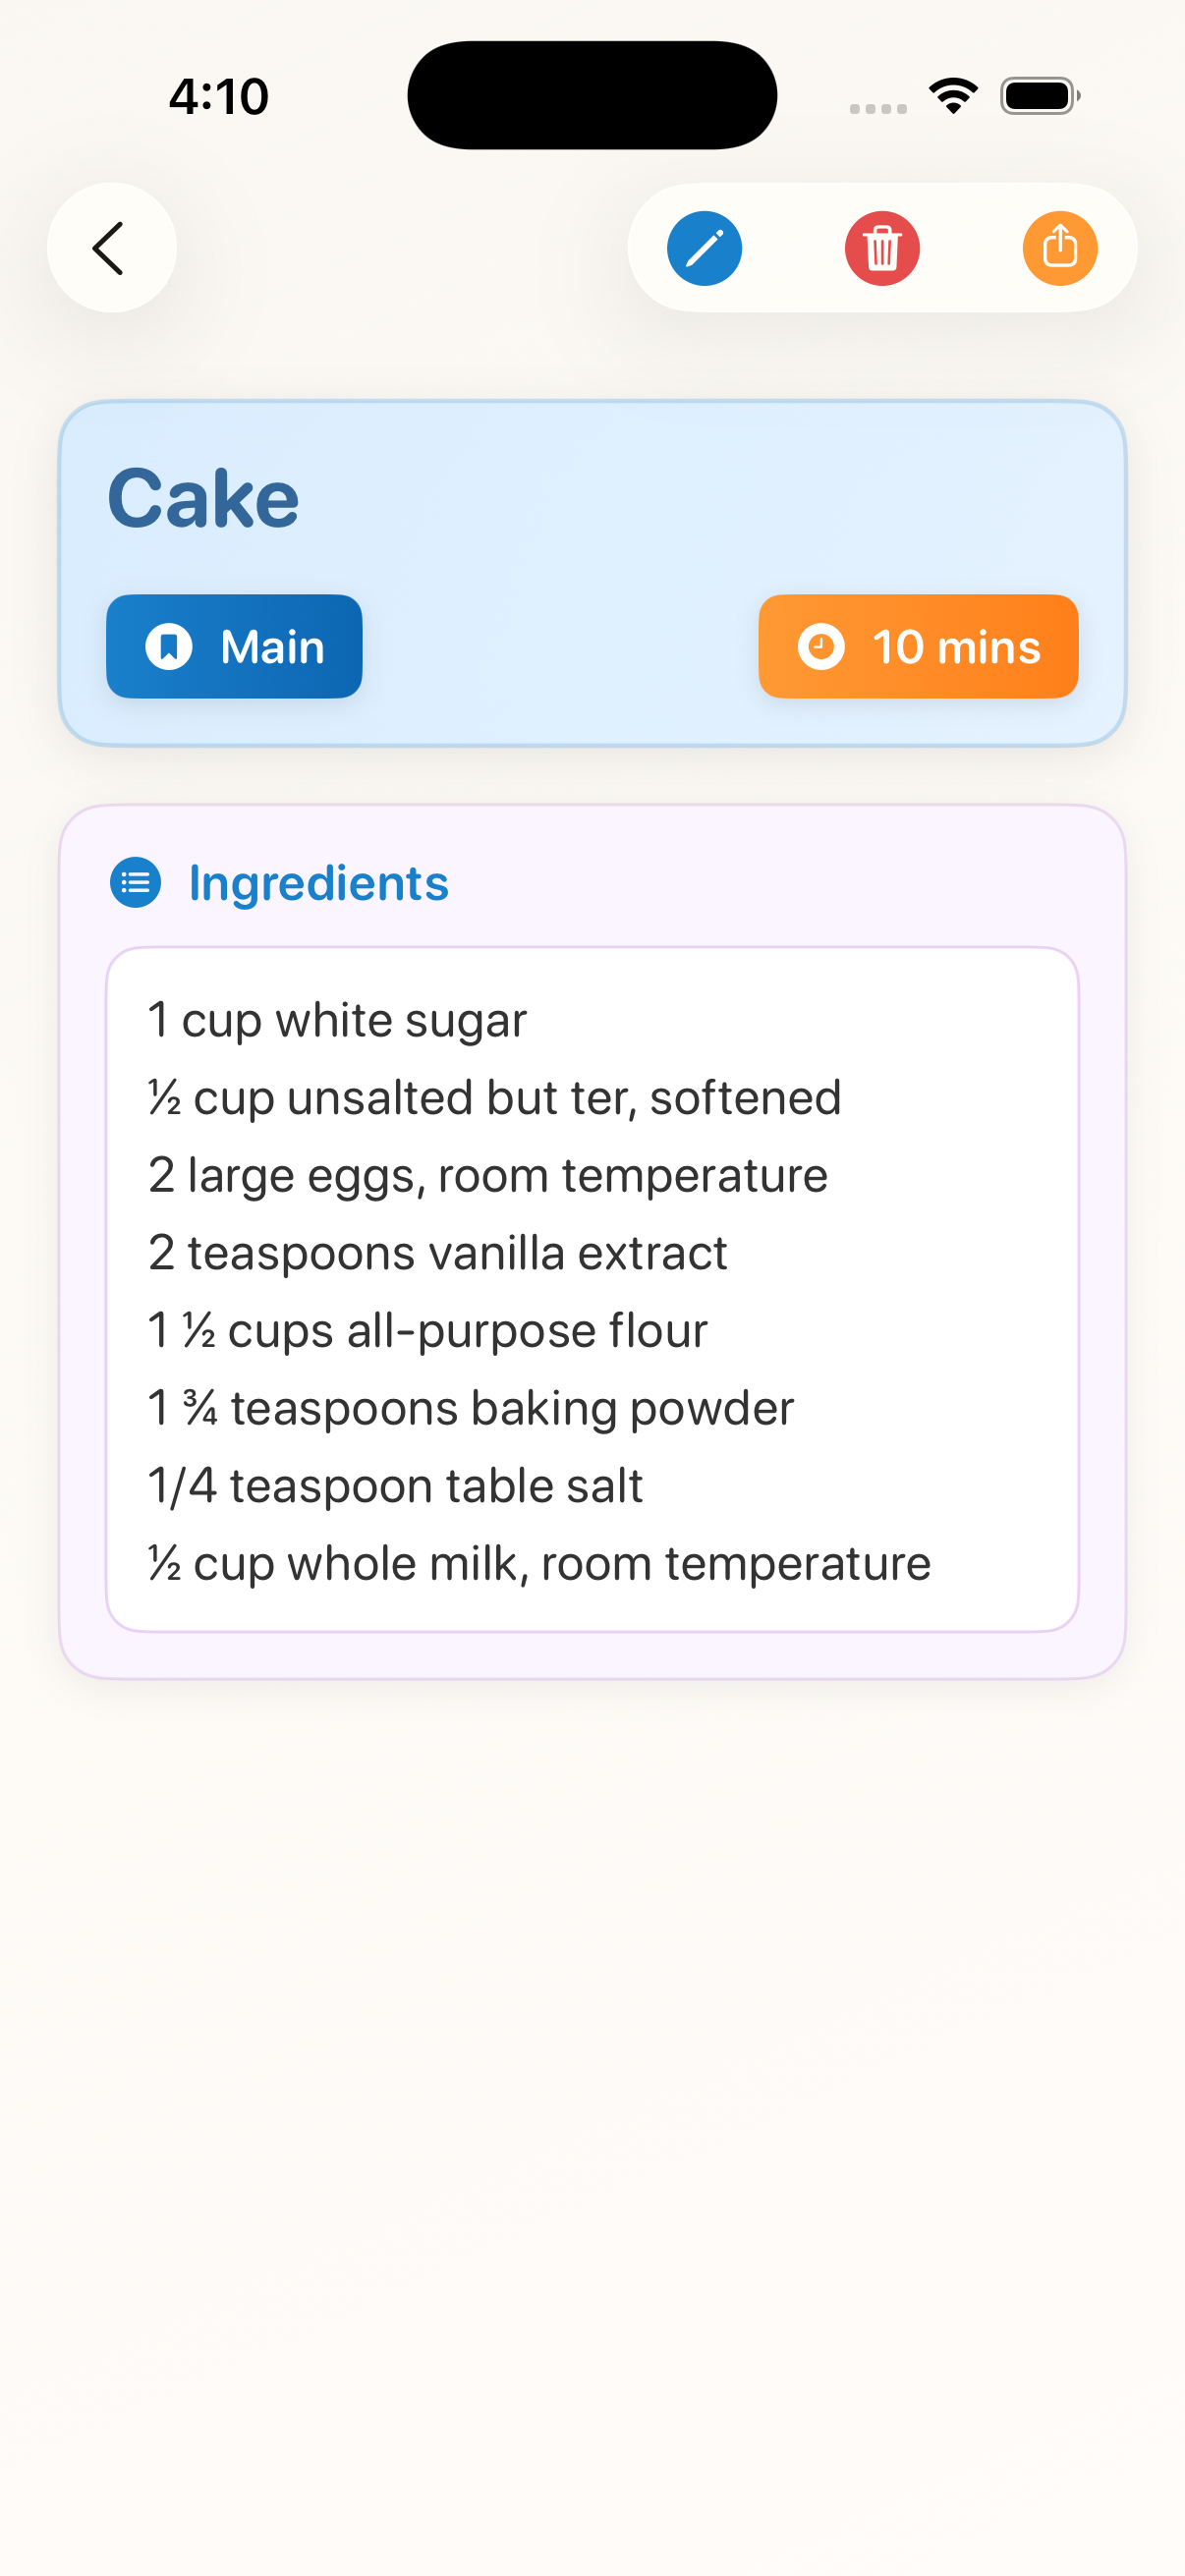 4:10
Cake
Main
10 mins
Ingredients
1 cup white sugar
½ cup unsalted but ter, softened
2 large eggs, room temperature
2 teaspoons vanilla extract
1 ½ cups all-purpose flour
1 ¾ teaspoons baking powder
1/4 teaspoon table salt
½ cup whole milk, room temperature